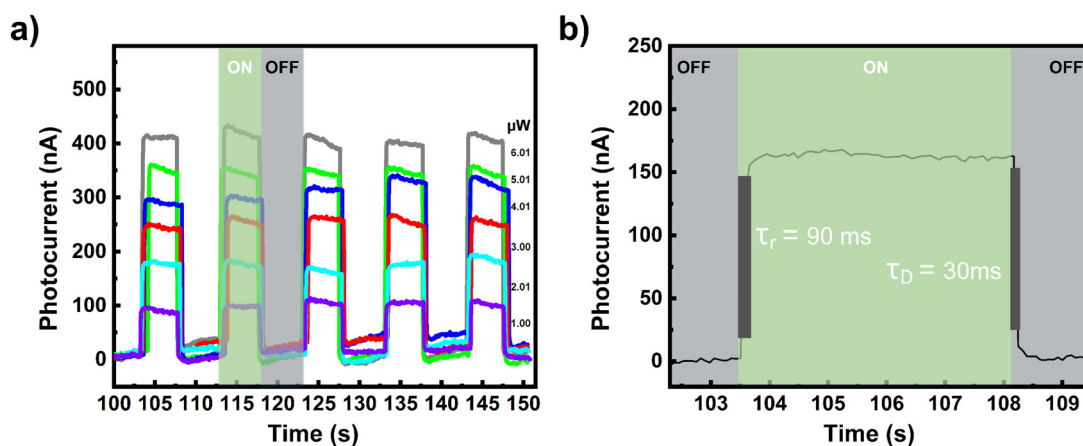 a)
ON
OFF
µW
6.01
5.01
4.01
3.00
2.01
1.00
500
400
300
200
100
0
Photocurrent (nA)
100 105 110 115 120 125 130 135 140 145 150
Time (s)
b)
OFF
ON
OFF
250
200
150
100
50
0
Photocurrent (nA)
τr = 90 ms
τD = 30ms
103 104 105 106 107 108 109
Time (s)